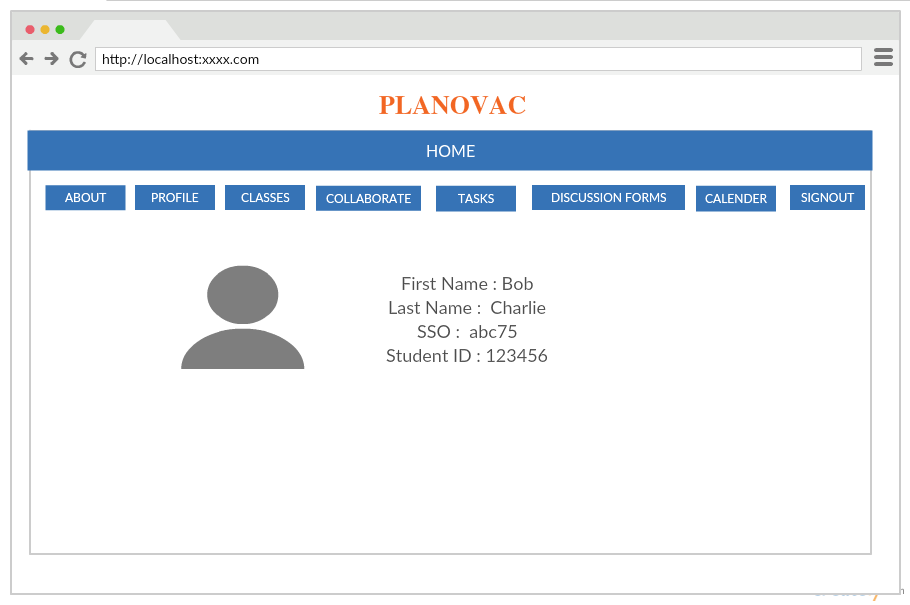 http://localhost:xxxx.com
PLANOVAC
HOME
ABOUT PROFILE CLASSES COLLABORATE TASKS DISCUSSION FORMS CALENDER SIGNOUT
First Name : Bob
Last Name : Charlie
SSO : abc75
Student ID : 123456